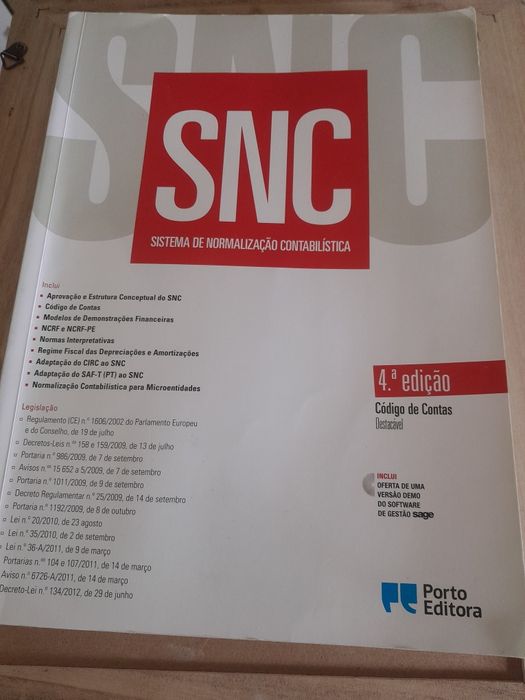 SNC
SNC
SISTEMA DE NORMALIZAÇÃO CONTABILÍSTICA
Inclui
• Aprovação e Estrutura Conceptual do SNC
• Código de Contas
• Modelos de Demonstrações Financeiras
• NCRF e NCRF-PE
• Normas Interpretativas
• Regime Fiscal das Depreciações e Amortizações
• Adaptação do CIRC ao SNC
• Adaptação do SAF-T (PT) ao SNC
• Normalização Contabilística para Microentidades
Legislação
▫ Regulamento (CE) n.º 1606/2002 do Parlamento Europeu
e do Conselho, de 19 de julho
▫ Decretos-Leis n.ºs 158 e 159/2009, de 13 de julho
▫ Portaria n.º 986/2009, de 7 de setembro
▫ Avisos n.ºs 15 652 a 5/2009, de 7 de setembro
▫ Portaria n.º 1011/2009, de 9 de setembro
▫ Decreto Regulamentar n.º 25/2009, de 14 de setembro
▫ Portaria n.º 1192/2009, de 8 de outubro
▫ Lei n.º 20/2010, de 23 agosto
▫ Lei n.º 35/2010, de 2 de setembro
▫ Lei n.º 36-A/2011, de 9 de março
Portarias n.ºs 104 e 107/2011, de 14 de março
Aviso n.º 6726-A/2011, de 14 de março
Decreto-Lei n.º 134/2012, de 29 de junho
4.ª edição
Código de Contas
Destacável
INCLUI
OFERTA DE UMA
VERSÃO DEMO
DO SOFTWARE
DE GESTÃO sage
Porto
Editora